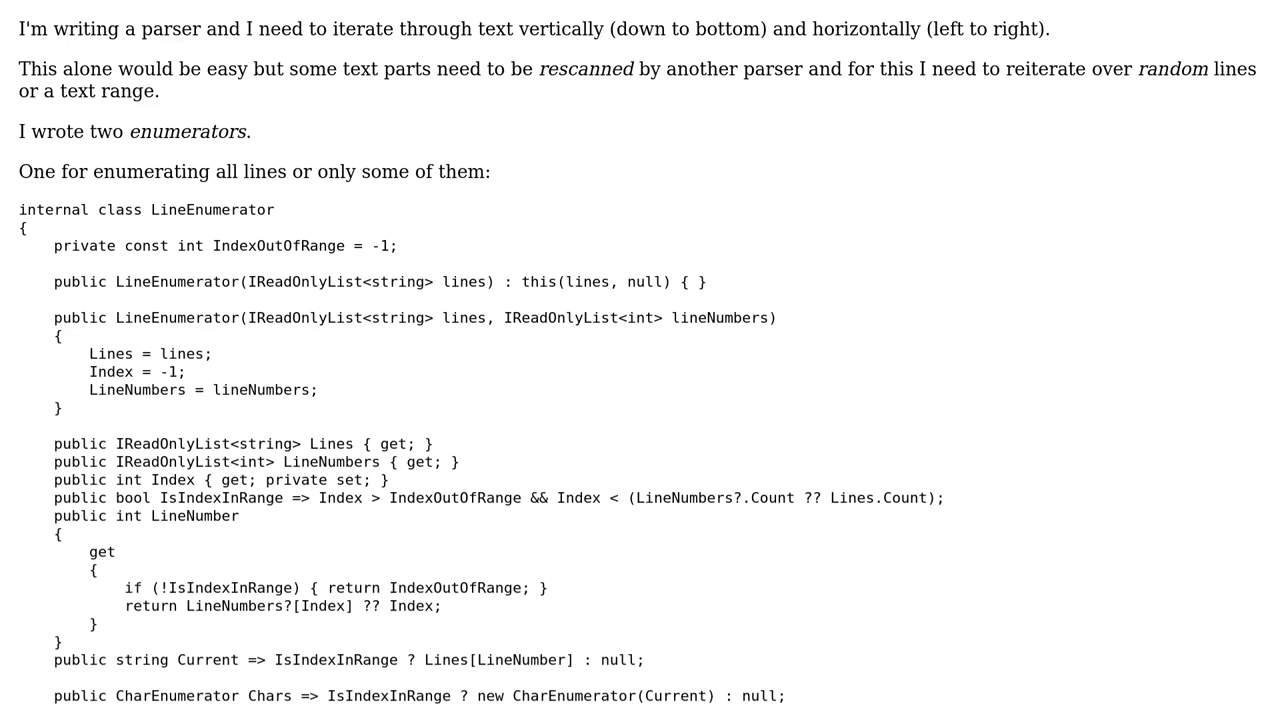 I'm writing a parser and I need to iterate through text vertically (down to bottom) and horizontally (left to right).
This alone would be easy but some text parts need to be rescanned by another parser and for this I need to reiterate over random lines
or a text range.
I wrote two enumerators.
One for enumerating all lines or only some of them:
internal class LineEnumerator
{
    private const int IndexOutOfRange = -1;

    public LineEnumerator(IReadOnlyList<string> lines) : this(lines, null) { }

    public LineEnumerator(IReadOnlyList<string> lines, IReadOnlyList<int> lineNumbers)
    {
        Lines = lines;
        Index = -1;
        LineNumbers = lineNumbers;
    }

    public IReadOnlyList<string> Lines { get; }
    public IReadOnlyList<int> LineNumbers { get; }
    public int Index { get; private set; }
    public bool IsIndexInRange => Index > IndexOutOfRange && Index < (LineNumbers?.Count ?? Lines.Count);
    public int LineNumber
    {
        get
        {
            if (!IsIndexInRange) { return IndexOutOfRange; }
            return LineNumbers?[Index] ?? Index;
        }
    }
    public string Current => IsIndexInRange ? Lines[LineNumber] : null;

    public CharEnumerator Chars => IsIndexInRange ? new CharEnumerator(Current) : null;